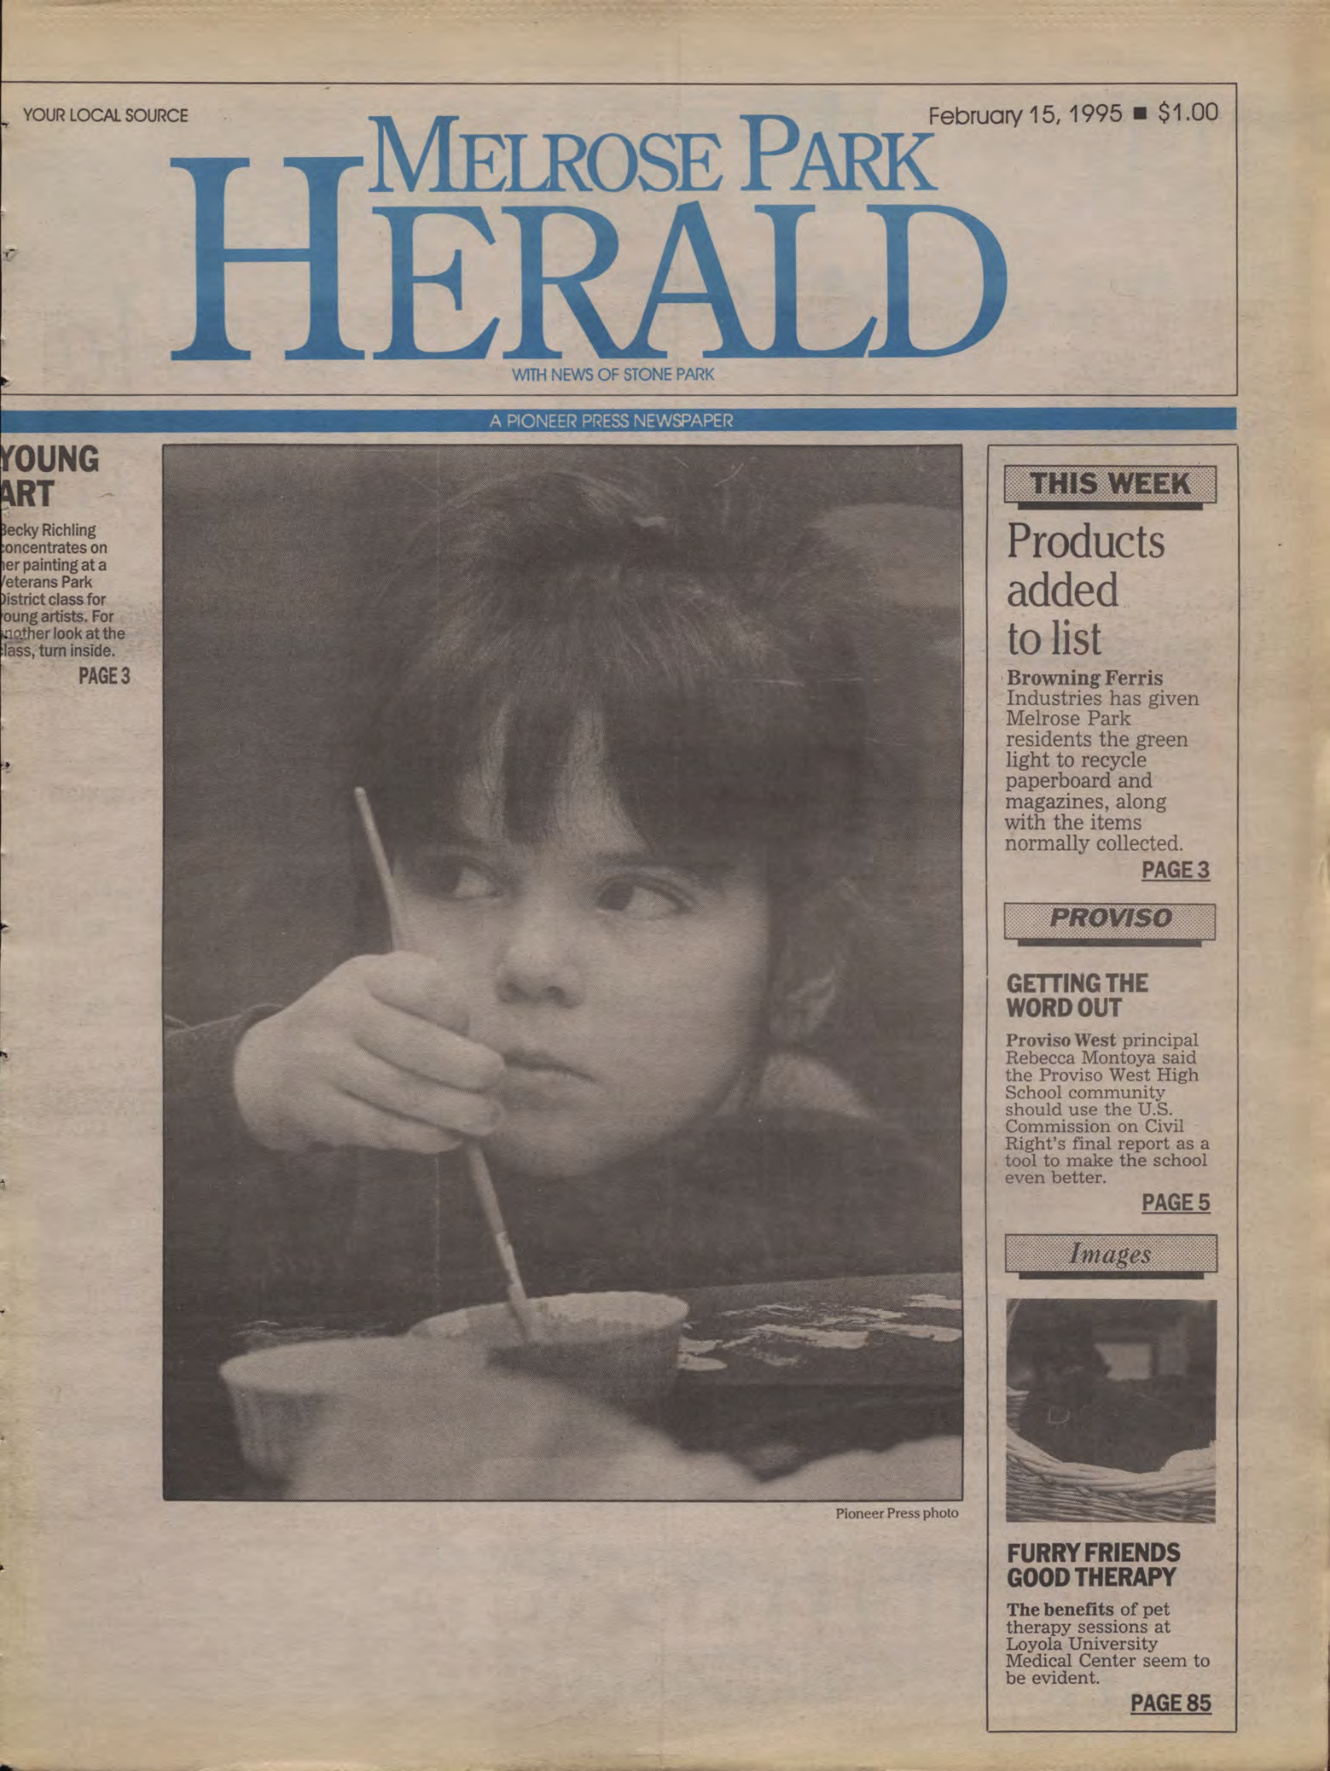 YOUR LOCAL SOURCE
February 15, 1995 ■ $1.00
MELROSE PARK
HERALD
WITH NEWS OF STONE PARK
A PIONEER PRESS NEWSPAPER
YOUNG
ART
Becky Richling
concentrates on
her painting at a
Veterans Park
District class for
young artists. For
another look at the
class, turn inside.
PAGE 3
Pioneer Press photo
THIS WEEK
Products
added
to list
Browning Ferris
Industries has given
Melrose Park
residents the green
light to recycle
paperboard and
magazines, along
with the items
normally collected.
PAGE 3
PROVISO
GETTING THE
WORD OUT
Proviso West principal
Rebecca Montoya said
the Proviso West High
School community
should use the U.S.
Commission on Civil
Right's final report as a
tool to make the school
even better.
PAGE 5
Images
FURRY FRIENDS
GOOD THERAPY
The benefits of pet
therapy sessions at
Loyola University
Medical Center seem to
be evident.
PAGE 85